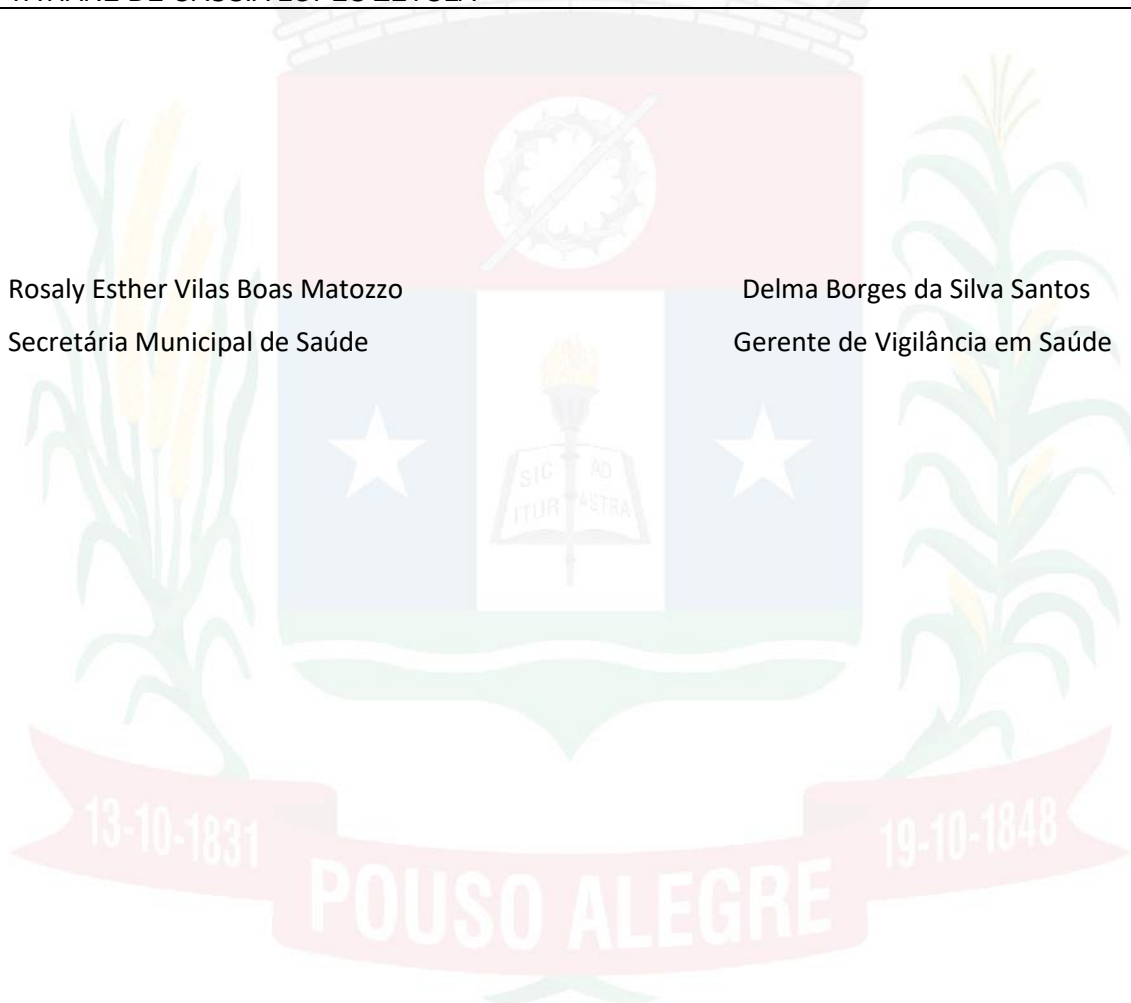 Rosaly Esther Vilas Boas Matozzo
Delma Borges da Silva Santos
Secretária Municipal de Saúde
Gerente de Vigilância em Saúde
SIC AD
ITUR ASTRA
13-10-1831
19-10-1848
POUSO ALEGRE